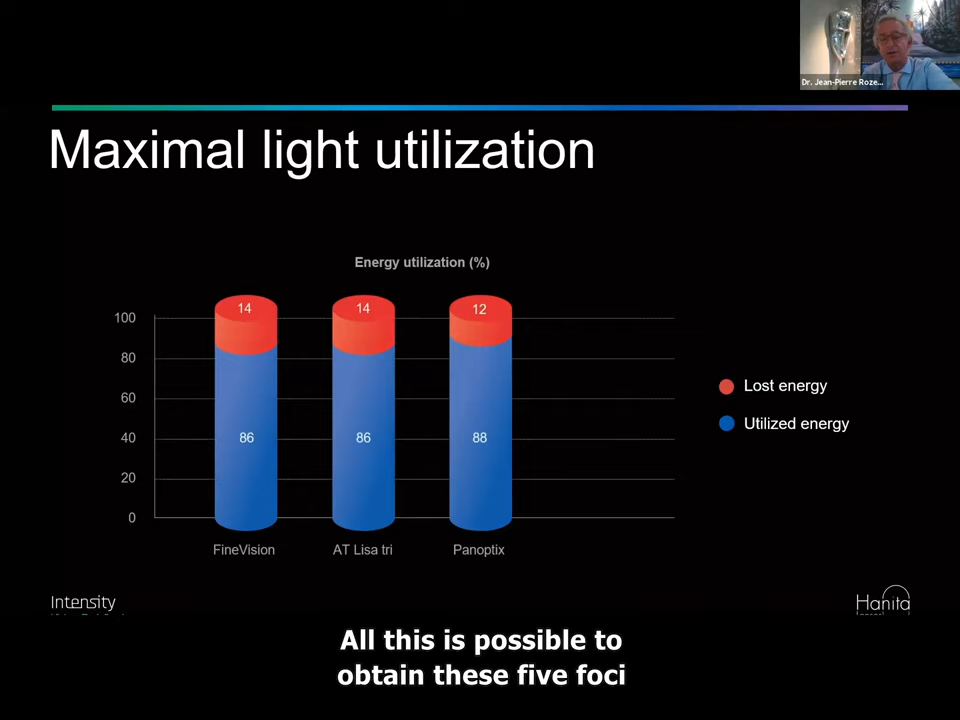 Dr. Jean-Pierre Roze...
Maximal light utilization
Energy utilization (%)
14 14 12
100
80
60
40
20
0
86 86 88
Lost energy
Utilized energy
FineVision AT Lisa tri Panoptix
Intensity
Hanita
All this is possible to
obtain these five foci